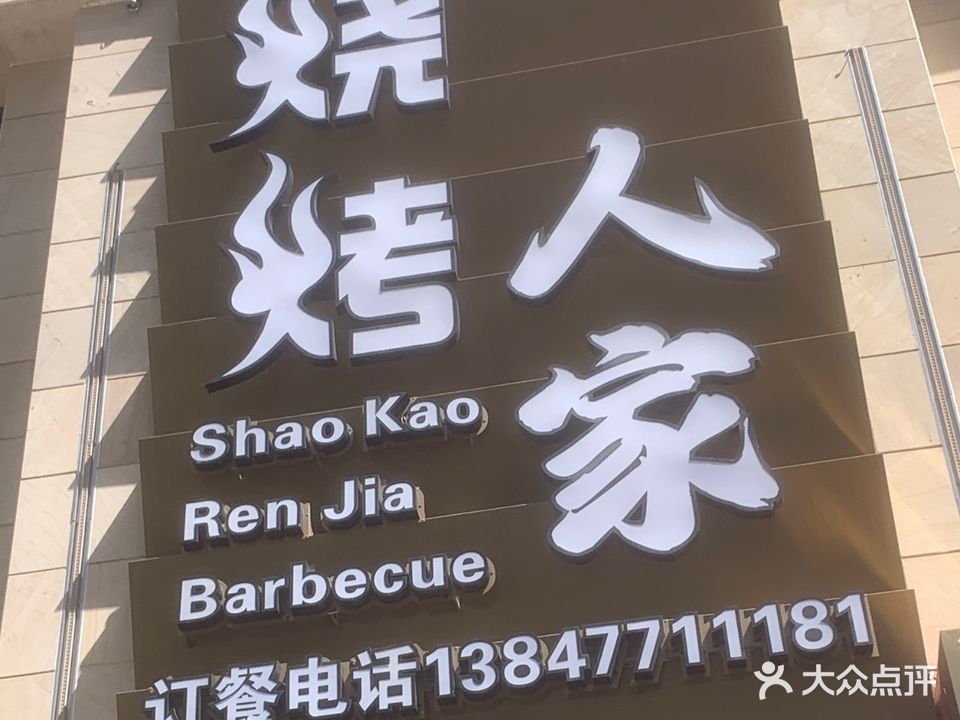 烧烤
人家
Shao Kao
Ren Jia
Barbecue
订餐电话13847711181
大众点评